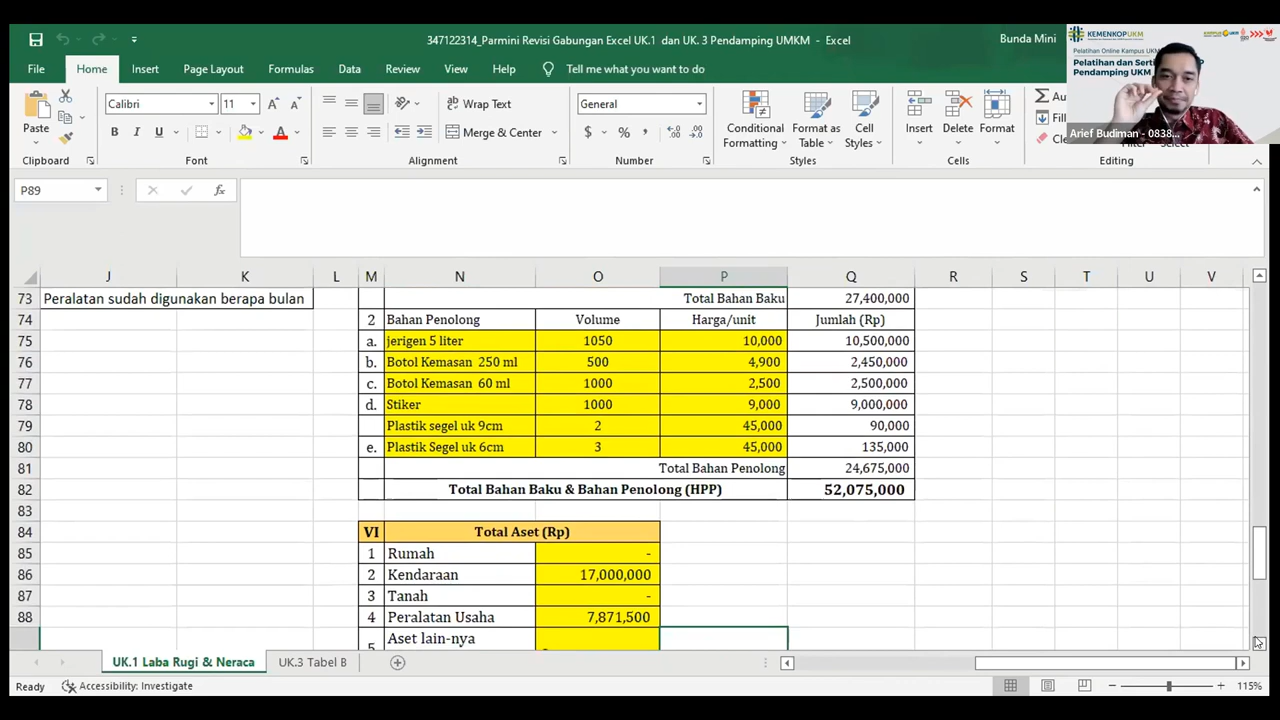 347122314_Parmini Revisi Gabungan Excel UK.1 dan UK. 3 Pendamping UMKM - Excel
Bunda Mini
File Home Insert Page Layout Formulas Data Review View Help Tell me what you want to do
KEMENKOPUKM
Pelatihan Online Kampus UKM
Pelatihan dan Serti
Pendamping UKM
Arief Budiman - 0838...
Calibri 11 Wrap Text General
Paste B I U Merge & Center $ % Conditional Formatting Format as Table Cell Styles Insert Delete Format
Clipboard Font Alignment Number Styles Cells Editing
P89 fx
J K L M N O P Q R S T U V
73 Peralatan sudah digunakan berapa bulan Total Bahan Baku 27,400,000
74 2 Bahan Penolong Volume Harga/unit Jumlah (Rp)
75 a. jerigen 5 liter 1050 10,000 10,500,000
76 b. Botol Kemasan 250 ml 500 4,900 2,450,000
77 c. Botol Kemasan 60 ml 1000 2,500 2,500,000
78 d. Stiker 1000 9,000 9,000,000
79 Plastik segel uk 9cm 2 45,000 90,000
80 e. Plastik Segel uk 6cm 3 45,000 135,000
81 Total Bahan Penolong 24,675,000
82 Total Bahan Baku & Bahan Penolong (HPP) 52,075,000
83
84 VI Total Aset (Rp)
85 1 Rumah -
86 2 Kendaraan 17,000,000
87 3 Tanah -
88 4 Peralatan Usaha 7,871,500
5 Aset lain-nya
UK.1 Laba Rugi & Neraca UK.3 Tabel B
Ready Accessibility: Investigate 115%